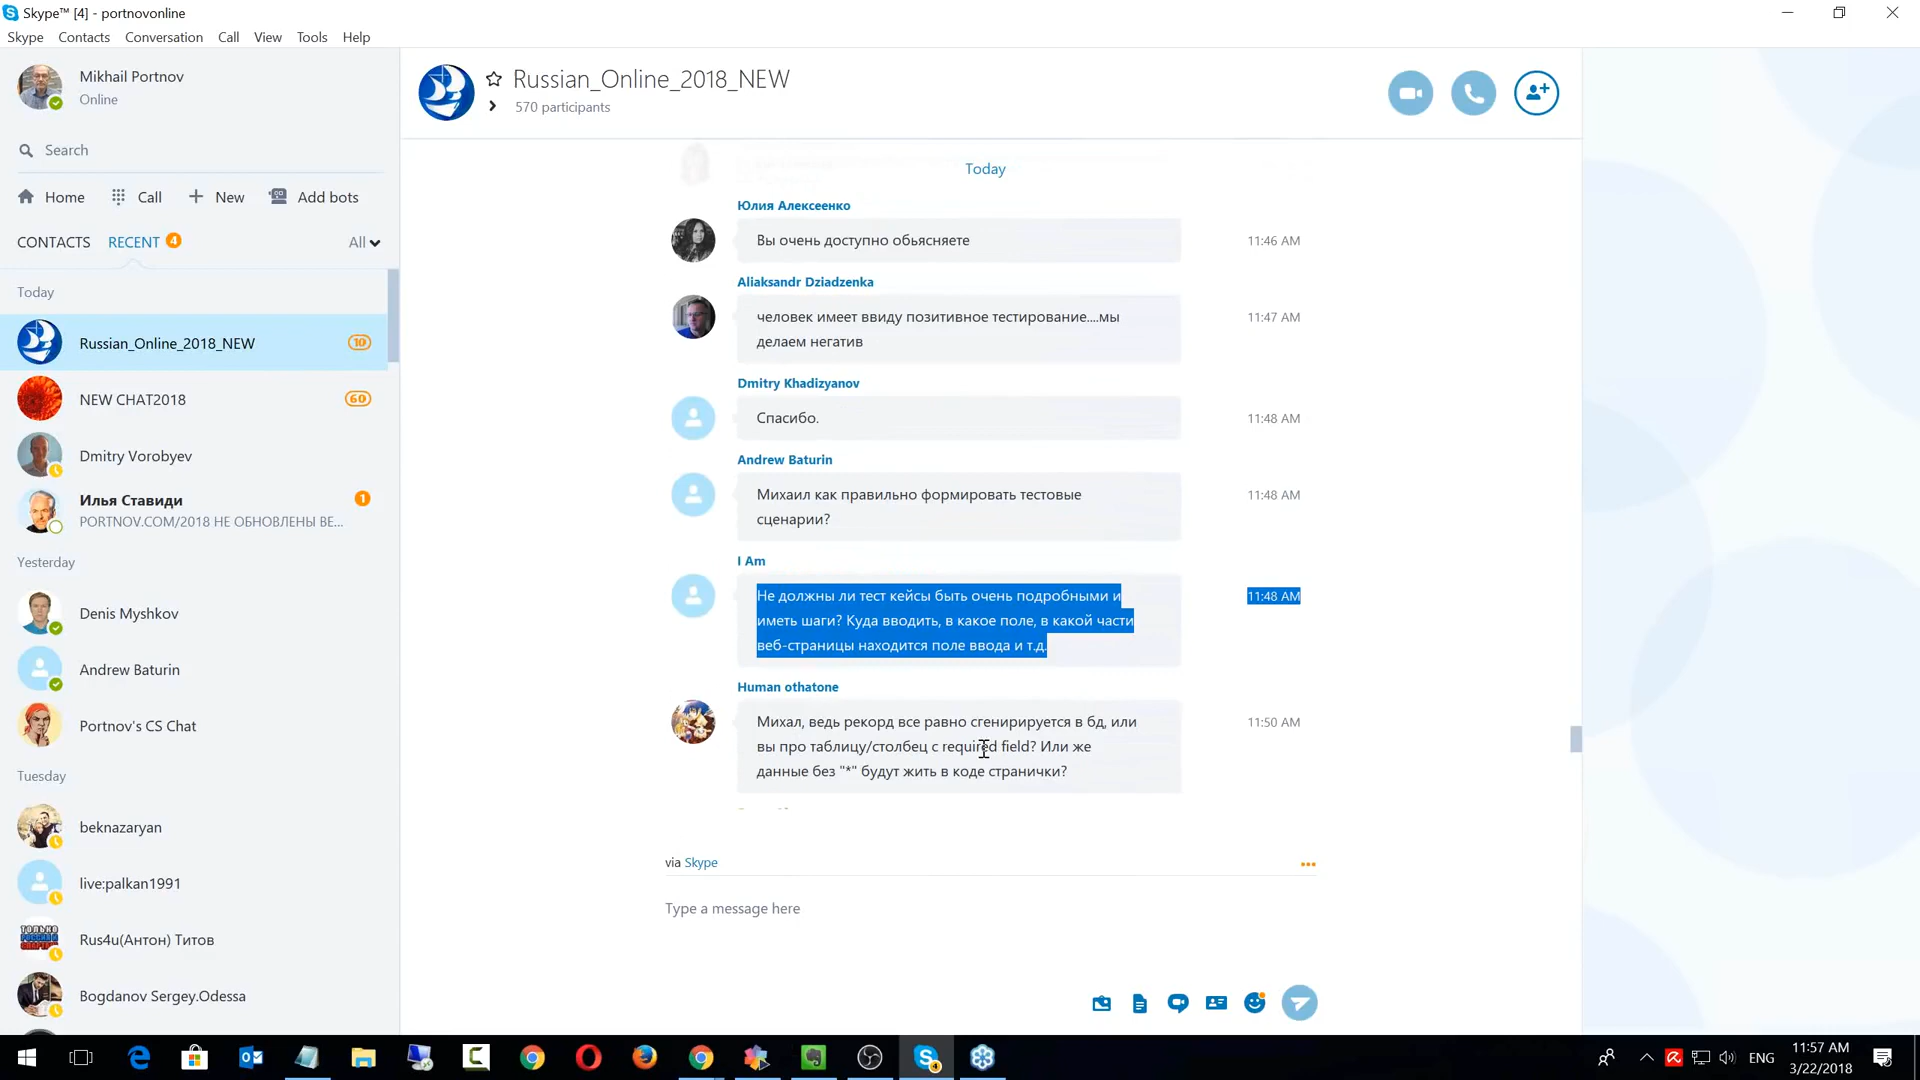 Skype™ [4] - portnovonline
Skype Contacts Conversation Call View Tools Help
Mikhail Portnov
Online
Search
Home Call New Add bots
CONTACTS RECENT 4 All
Today
Russian_Online_2018_NEW 10
NEW CHAT2018 60
Dmitry Vorobyev
Илья Ставиди 1
PORTNOV.COM/2018 НЕ ОБНОВЛЕНЫ ВЕ...
Yesterday
Denis Myshkov
Andrew Baturin
Portnov's CS Chat
Tuesday
beknazaryan
live:palkan1991
Rus4u(Антон) Титов
Bogdanov Sergey.Odessa
Russian_Online_2018_NEW
570 participants
Today
Юлия Алексеенко
Вы очень доступно обьясняете 11:46 AM
Aliaksandr Dziadzenka
человек имеет ввиду позитивное тестирование....мы 11:47 AM
делаем негатив
Dmitry Khadizyanov
Спасибо. 11:48 AM
Andrew Baturin
Михаил как правильно формировать тестовые 11:48 AM
сценарии?
I Am
Не должны ли тест кейсы быть очень подробными и 11:48 AM
иметь шаги? Куда вводить, в какое поле, в какой части
веб-страницы находится поле ввода и т.д.
Human othatone
Михал, ведь рекорд все равно сгенирируется в бд, или 11:50 AM
вы про таблицу/столбец с required field? Или же
данные без "*" будут жить в коде странички?
via Skype
Type a message here
ENG 11:57 AM
3/22/2018